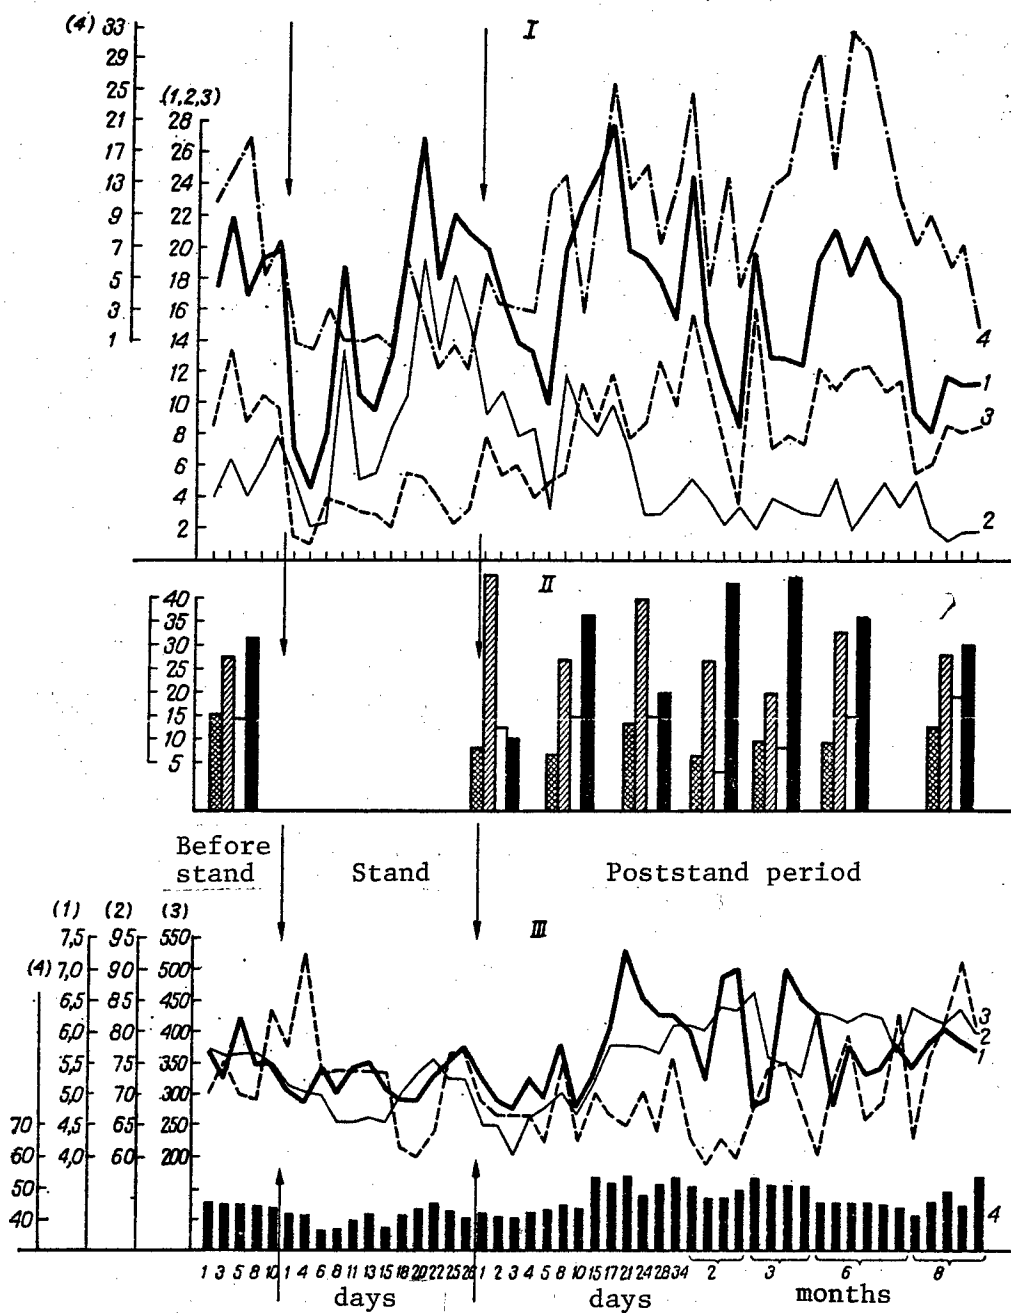 (4) 33 I
29
25 (1,2,3)
21 28
17 26
13 24
9 22
7 20
5 18
3 16
1 14 4
12 1
10 3
8
6
4 2
2
40 II
35
30
25
20
15
10
5
Before stand
Stand
Poststand period
(1) (2) (3) III
7,5 95 550
(4) 7,0 90 500
6,5 85 450
6,0 80 400 3
5,5 75 350 2
5,0 70 300 1
70 4,5 65 250
60 4,0 60 200
50
40 4
1 3 5 8 10 1 4 6 8 11 13 15 18 20 22 25 28 1 2 3 4 5 8 10 15 17 21 24 28 34 2 3 6 8
days days months